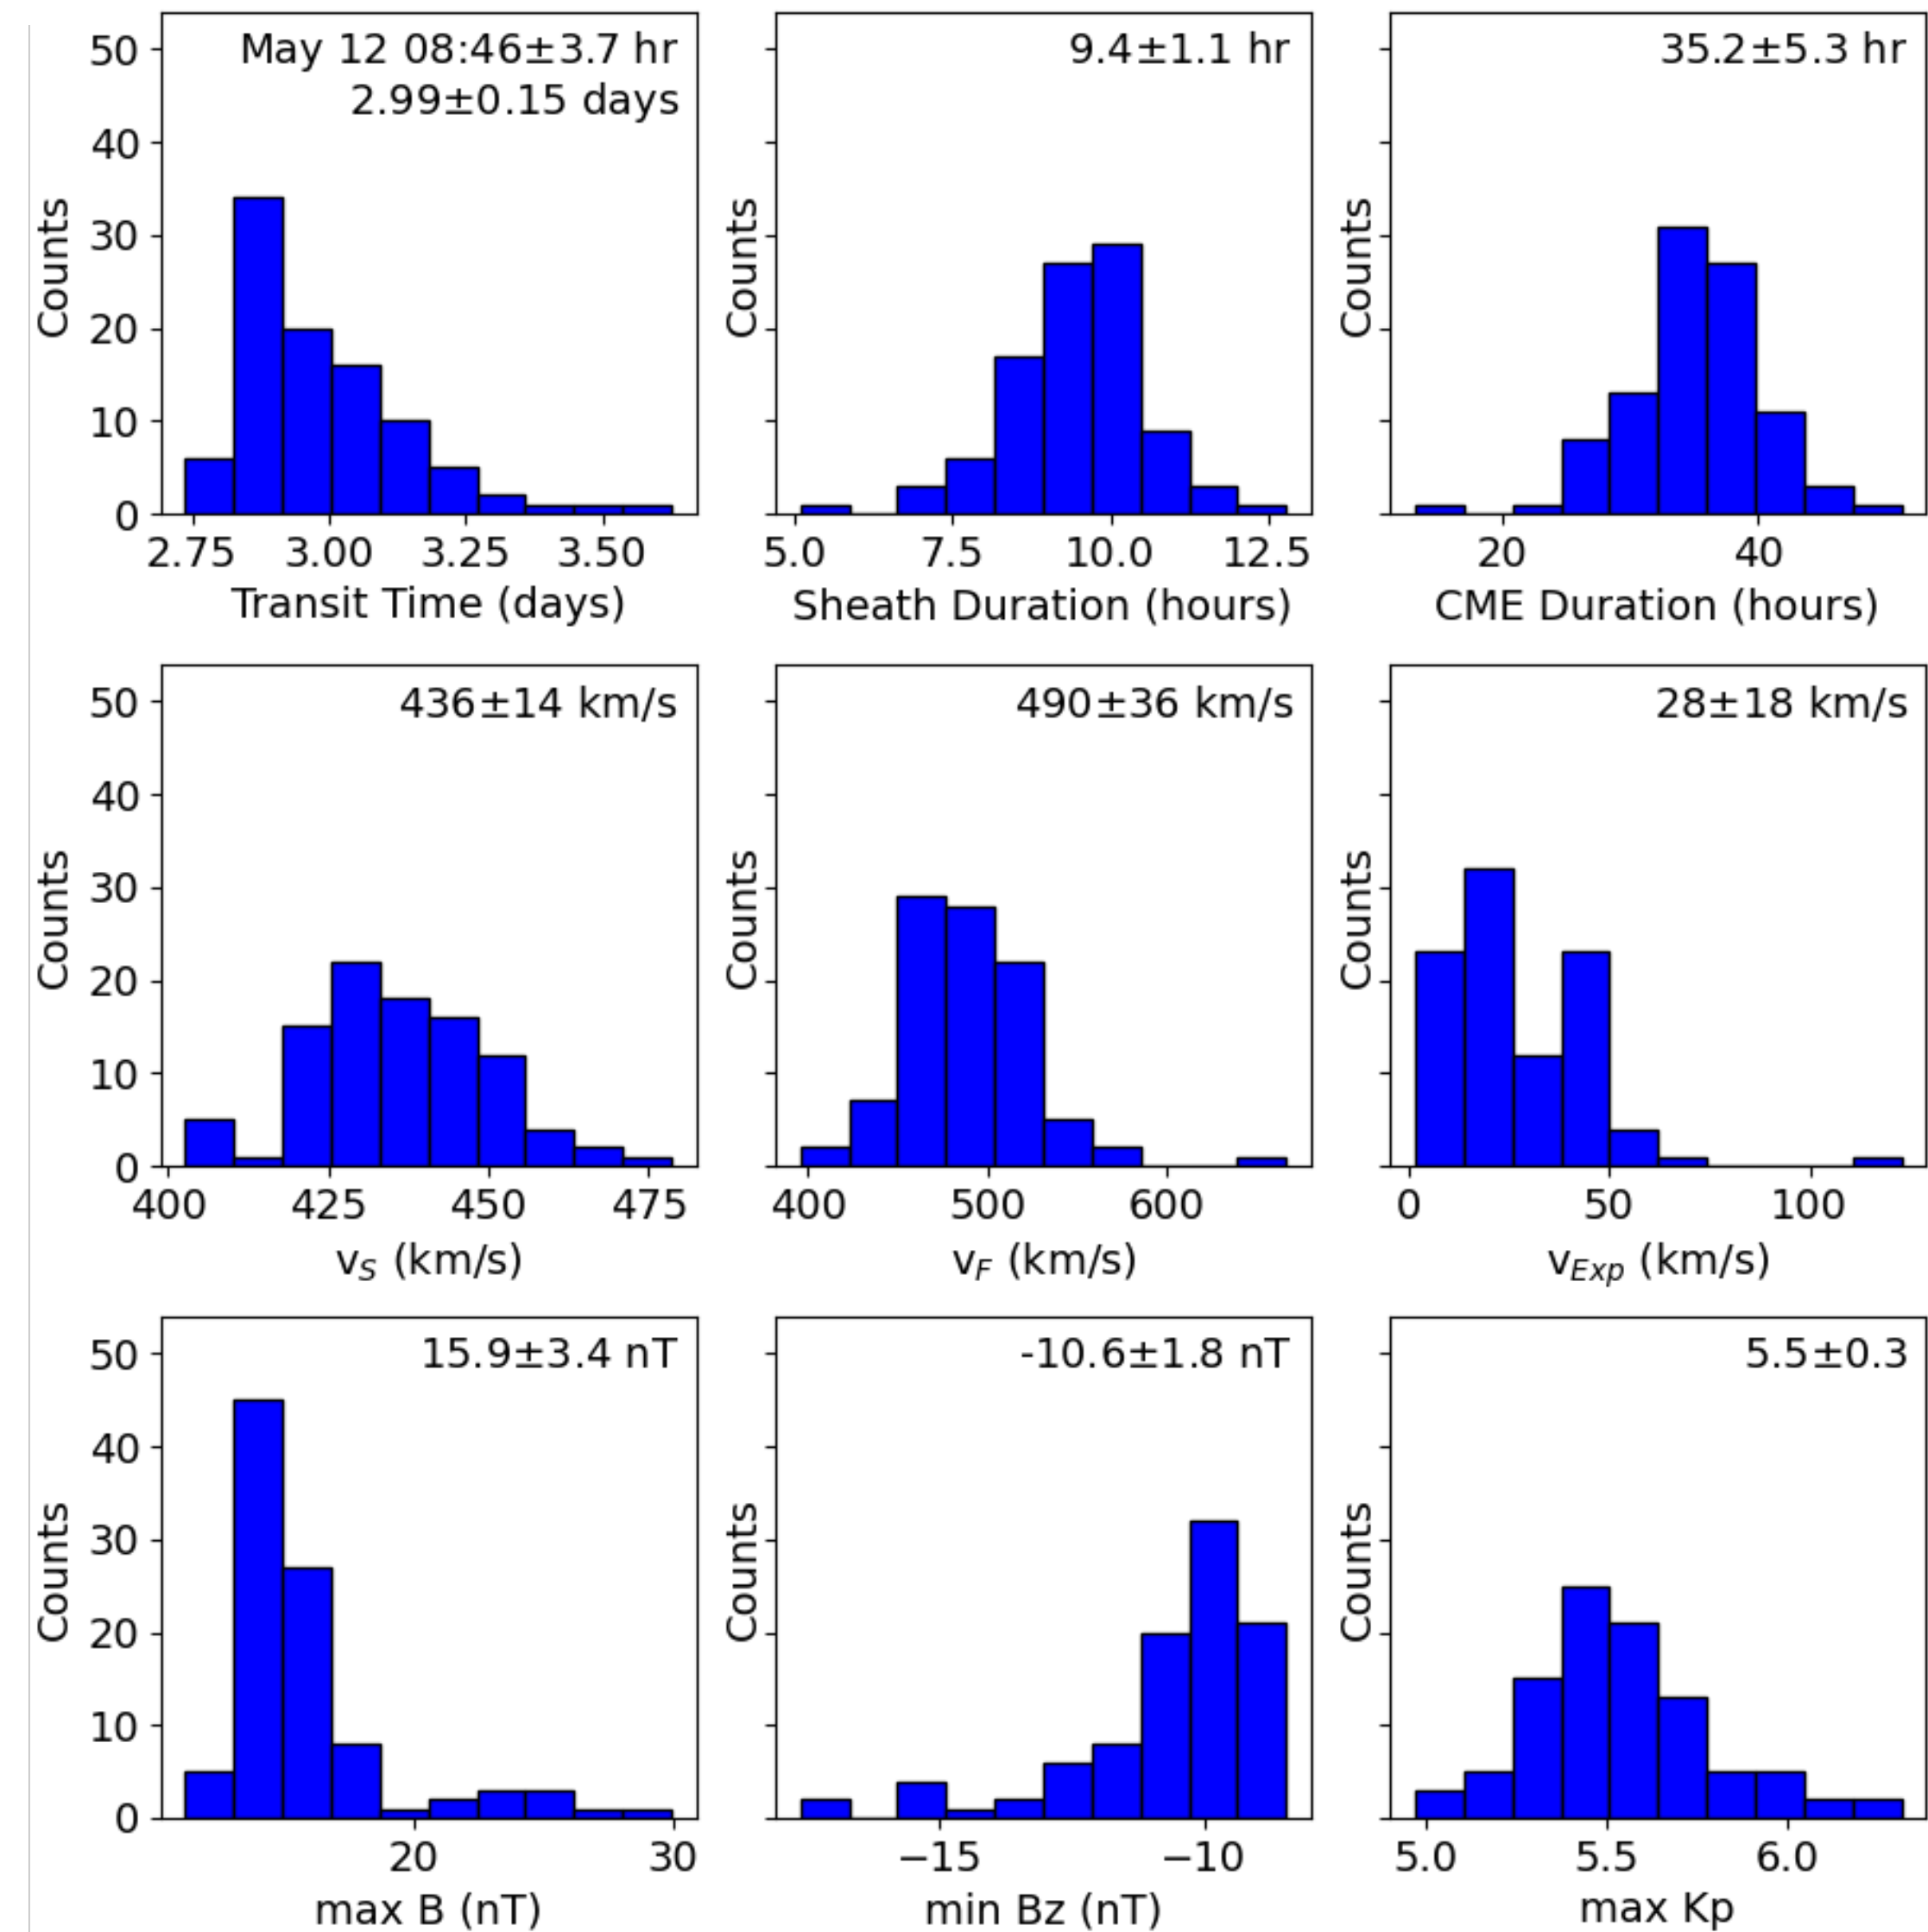 May 12 08:46±3.7 hr
2.99±0.15 days
50
40
30
20
10
0
Counts
2.75 3.00 3.25 3.50
Transit Time (days)
9.4±1.1 hr
Counts
5.0 7.5 10.0 12.5
Sheath Duration (hours)
35.2±5.3 hr
Counts
20 40
CME Duration (hours)
436±14 km/s
50
40
30
20
10
0
Counts
400 425 450 475
vS (km/s)
490±36 km/s
Counts
400 500 600
vF (km/s)
28±18 km/s
Counts
0 50 100
vExp (km/s)
15.9±3.4 nT
50
40
30
20
10
0
Counts
20 30
max B (nT)
-10.6±1.8 nT
Counts
−15 −10
min Bz (nT)
5.5±0.3
Counts
5.0 5.5 6.0
max Kp